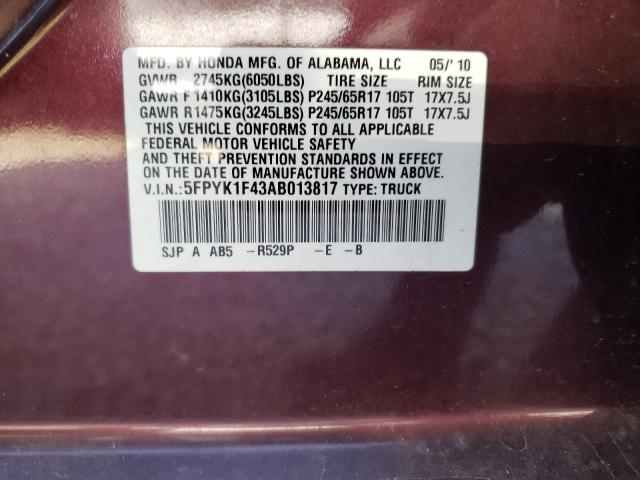 MFD. BY HONDA MFG. OF ALABAMA, LLC 05/'10
GVWR 2745KG(6050LBS) TIRE SIZE RIM SIZE
GAWR F 1410KG(3105LBS) P245/65R17 105T 17X7.5J
GAWR R 1475KG(3245LBS) P245/65R17 105T 17X7.5J
THIS VEHICLE CONFORMS TO ALL APPLICABLE
FEDERAL MOTOR VEHICLE SAFETY
AND THEFT PREVENTION STANDARDS IN EFFECT
ON THE DATE OF MANUFACTURE SHOWN ABOVE.
V.I.N.:5FPYK1F43AB013817 TYPE: TRUCK
SJP A AB5 -R529P -E -B